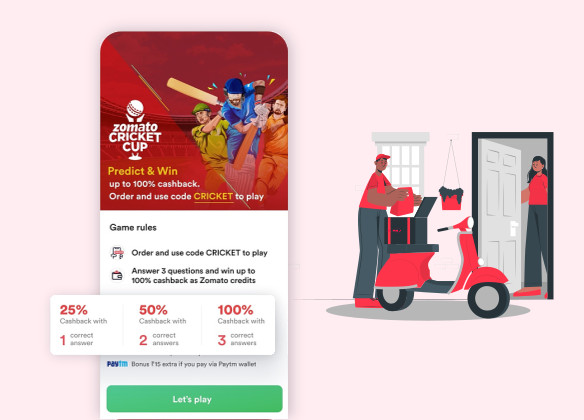 zomato
CRICKET
CUP
Predict & Win
up to 100% cashback.
Order and use code CRICKET to play
Game rules
Order and use code CRICKET to play
Answer 3 questions and win up to
100% cashback as Zomato credits
25%
Cashback with
1 correct answer
50%
Cashback with
2 correct answers
100%
Cashback with
3 correct answers
paytm Bonus ₹15 extra if you pay via Paytm wallet
Let's play